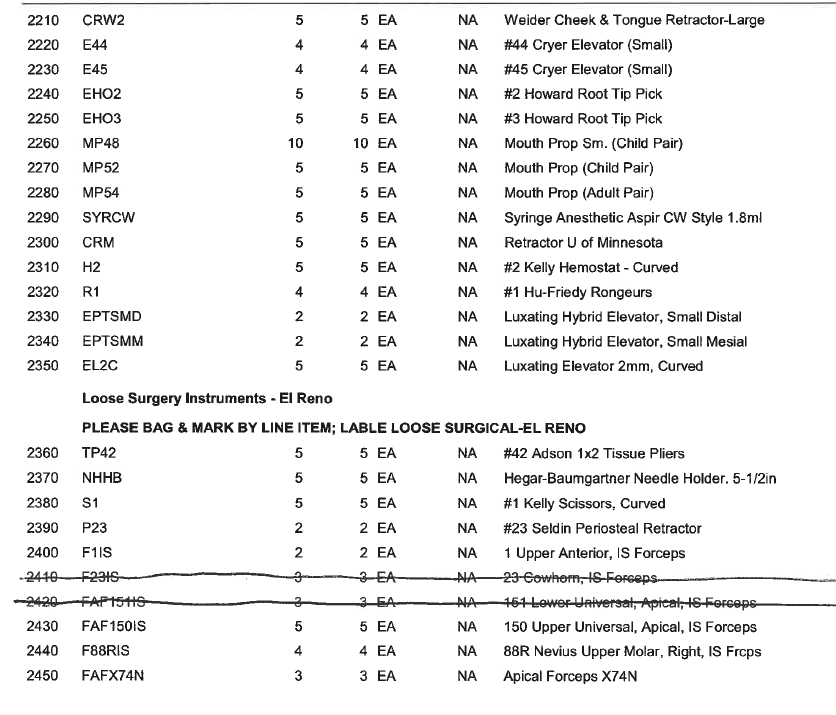 2210 CRW2 5 5 EA NA Weider Cheek & Tongue Retractor-Large
2220 E44 4 4 EA NA #44 Cryer Elevator (Small)
2230 E45 4 4 EA NA #45 Cryer Elevator (Small)
2240 EHO2 5 5 EA NA #2 Howard Root Tip Pick
2250 EHO3 5 5 EA NA #3 Howard Root Tip Pick
2260 MP48 10 10 EA NA Mouth Prop Sm. (Child Pair)
2270 MP52 5 5 EA NA Mouth Prop (Child Pair)
2280 MP54 5 5 EA NA Mouth Prop (Adult Pair)
2290 SYRCW 5 5 EA NA Syringe Anesthetic Aspir CW Style 1.8ml
2300 CRM 5 5 EA NA Retractor U of Minnesota
2310 H2 5 5 EA NA #2 Kelly Hemostat - Curved
2320 R1 4 4 EA NA #1 Hu-Friedy Rongeurs
2330 EPTSMD 2 2 EA NA Luxating Hybrid Elevator, Small Distal
2340 EPTSMM 2 2 EA NA Luxating Hybrid Elevator, Small Mesial
2350 EL2C 5 5 EA NA Luxating Elevator 2mm, Curved
Loose Surgery Instruments - El Reno
PLEASE BAG & MARK BY LINE ITEM; LABLE LOOSE SURGICAL-EL RENO
2360 TP42 5 5 EA NA #42 Adson 1x2 Tissue Pliers
2370 NHHB 5 5 EA NA Hegar-Baumgartner Needle Holder. 5-1/2in
2380 S1 5 5 EA NA #1 Kelly Scissors, Curved
2390 P23 2 2 EA NA #23 Seldin Periosteal Retractor
2400 F1IS 2 2 EA NA 1 Upper Anterior, IS Forceps
2410 F23IS 3 3 EA NA 23 Cowhorn, IS Forceps
2420 FAF151IS 3 3 EA NA 151 Lower Universal, Apical, IS Forceps
2430 FAF150IS 5 5 EA NA 150 Upper Universal, Apical, IS Forceps
2440 F88RIS 4 4 EA NA 88R Nevius Upper Molar, Right, IS Frcps
2450 FAFX74N 3 3 EA NA Apical Forceps X74N